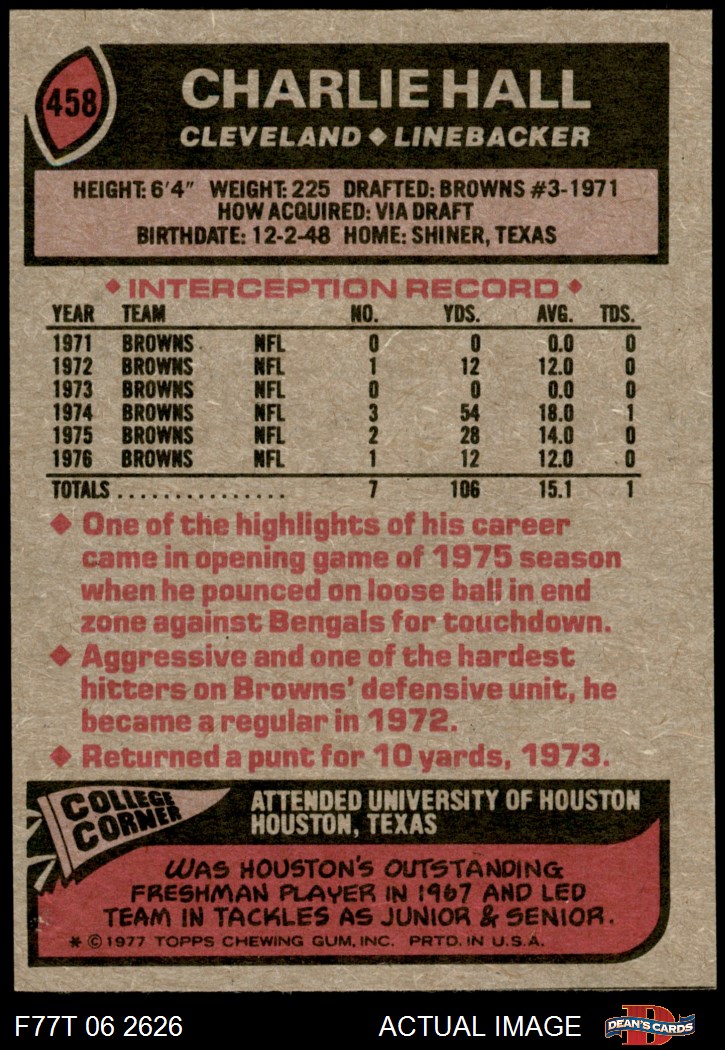 458
CHARLIE HALL
CLEVELAND ◆ LINEBACKER
HEIGHT: 6'4" WEIGHT: 225 DRAFTED: BROWNS #3-1971
HOW ACQUIRED: VIA DRAFT
BIRTHDATE: 12-2-48 HOME: SHINER, TEXAS
◆ INTERCEPTION RECORD ◆
YEAR TEAM NO. YDS. AVG. TDS.
1971 BROWNS NFL 0 0 0.0 0
1972 BROWNS NFL 1 12 12.0 0
1973 BROWNS NFL 0 0 0.0 0
1974 BROWNS NFL 3 54 18.0 1
1975 BROWNS NFL 2 28 14.0 0
1976 BROWNS NFL 1 12 12.0 0
TOTALS ................ 7 106 15.1 1
◆ One of the highlights of his career
came in opening game of 1975 season
when he pounced on loose ball in end
zone against Bengals for touchdown.
◆ Aggressive and one of the hardest
hitters on Browns' defensive unit, he
became a regular in 1972.
◆ Returned a punt for 10 yards, 1973.
COLLEGE
CORNER
ATTENDED UNIVERSITY OF HOUSTON
HOUSTON, TEXAS
WAS HOUSTON'S OUTSTANDING
FRESHMAN PLAYER IN 1967 AND LED
TEAM IN TACKLES AS JUNIOR & SENIOR.
* © 1977 TOPPS CHEWING GUM, INC. PRTD. IN U.S.A.
F77T 06 2626 ACTUAL IMAGE
D
DEAN'S CARDS